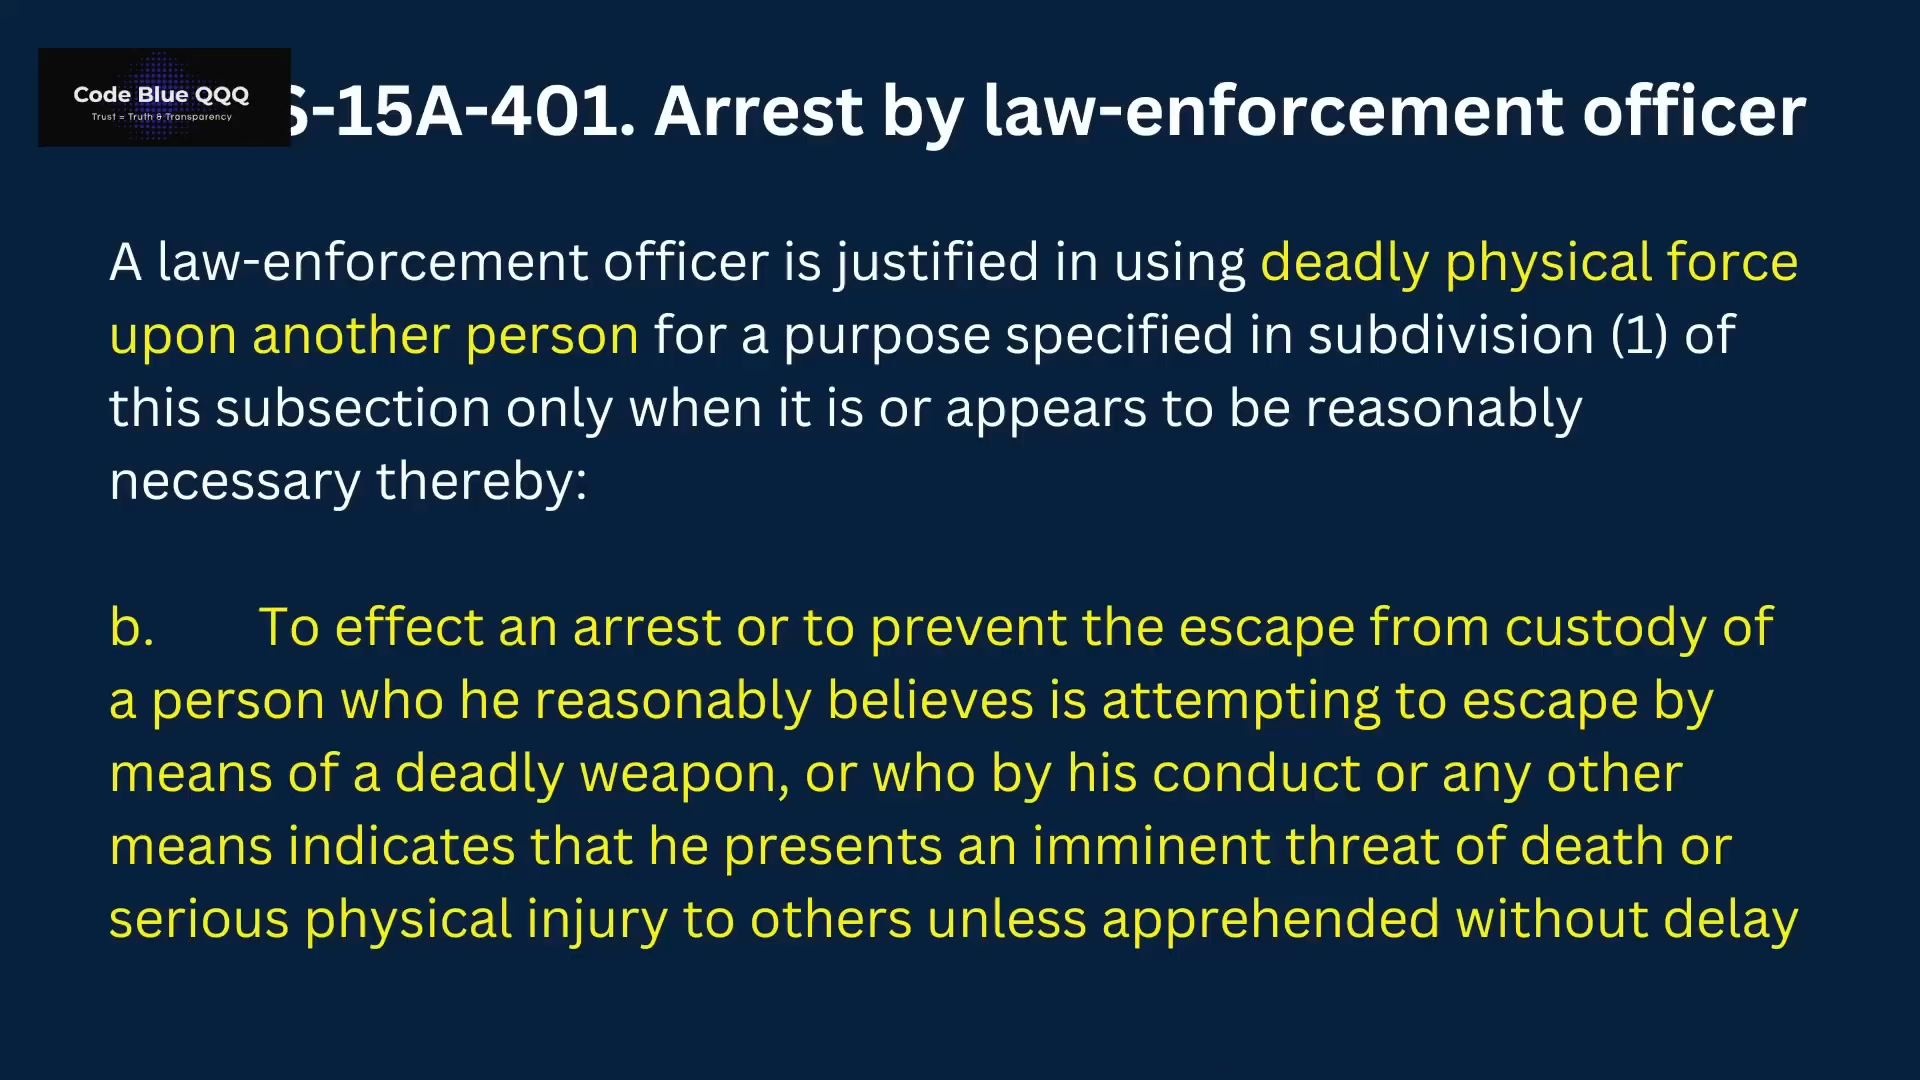 Code Blue QQQ
Trust = Truth & Transparency
S-15A-401. Arrest by law-enforcement officer
A law-enforcement officer is justified in using deadly physical force
upon another person for a purpose specified in subdivision (1) of
this subsection only when it is or appears to be reasonably
necessary thereby:
b. To effect an arrest or to prevent the escape from custody of
a person who he reasonably believes is attempting to escape by
means of a deadly weapon, or who by his conduct or any other
means indicates that he presents an imminent threat of death or
serious physical injury to others unless apprehended without delay